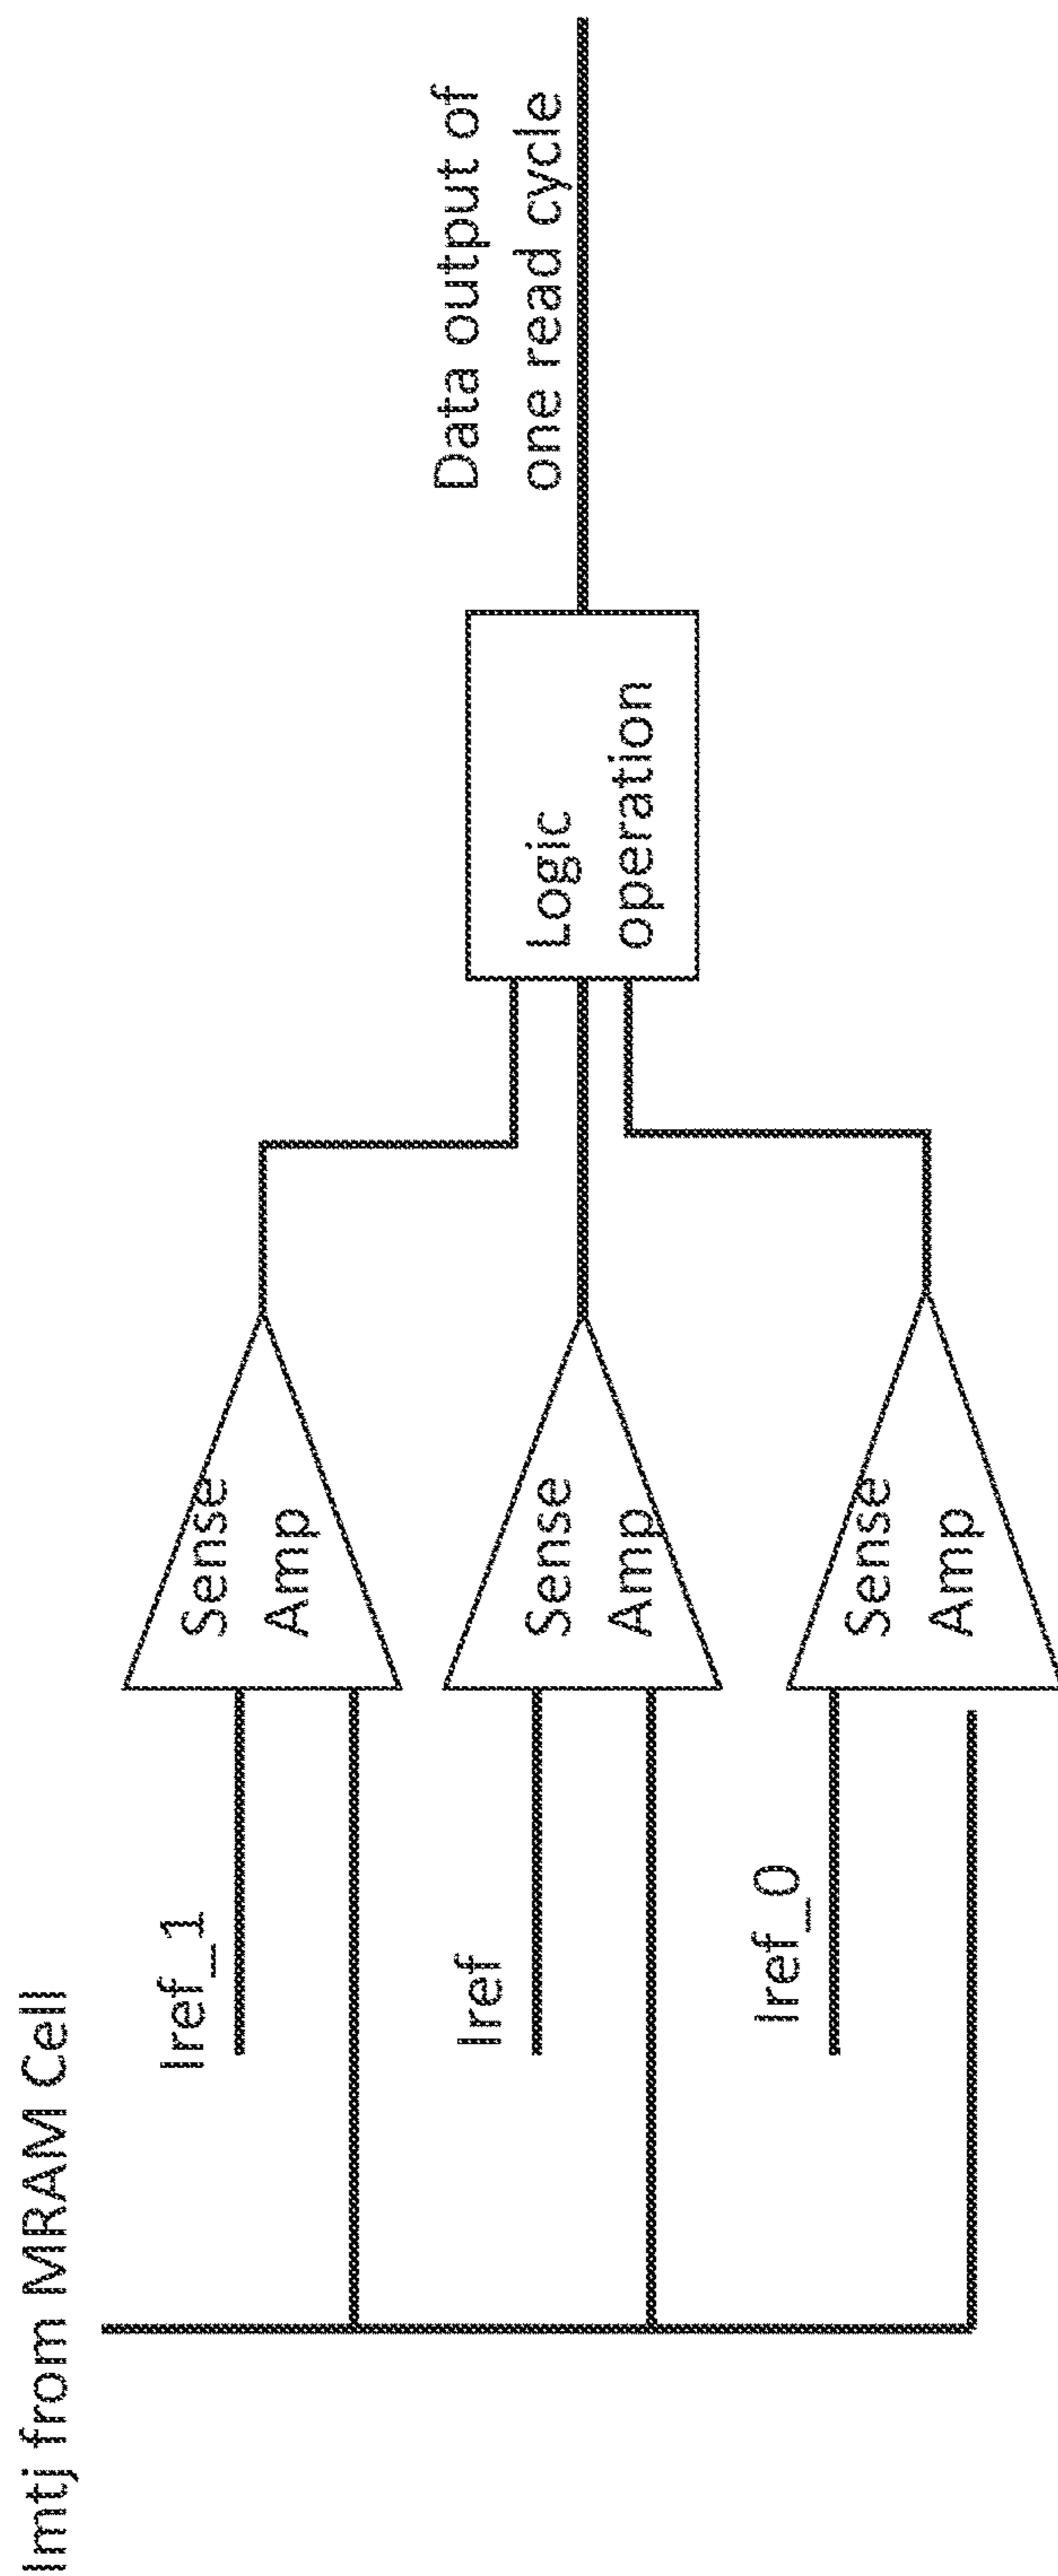 Imtj from MRAM Cell
Iref_1
Sense
Amp
Iref
Sense
Amp
Iref_0
Sense
Amp
Logic
operation
Data output of
one read cycle